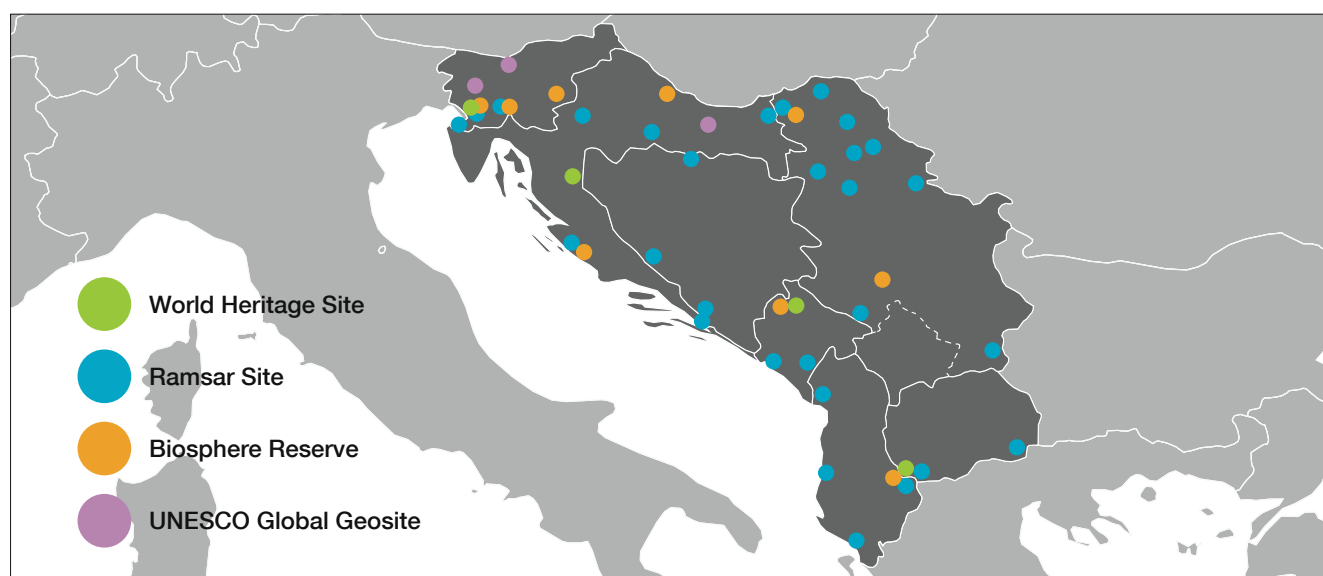 World Heritage Site
Ramsar Site
Biosphere Reserve
UNESCO Global Geosite